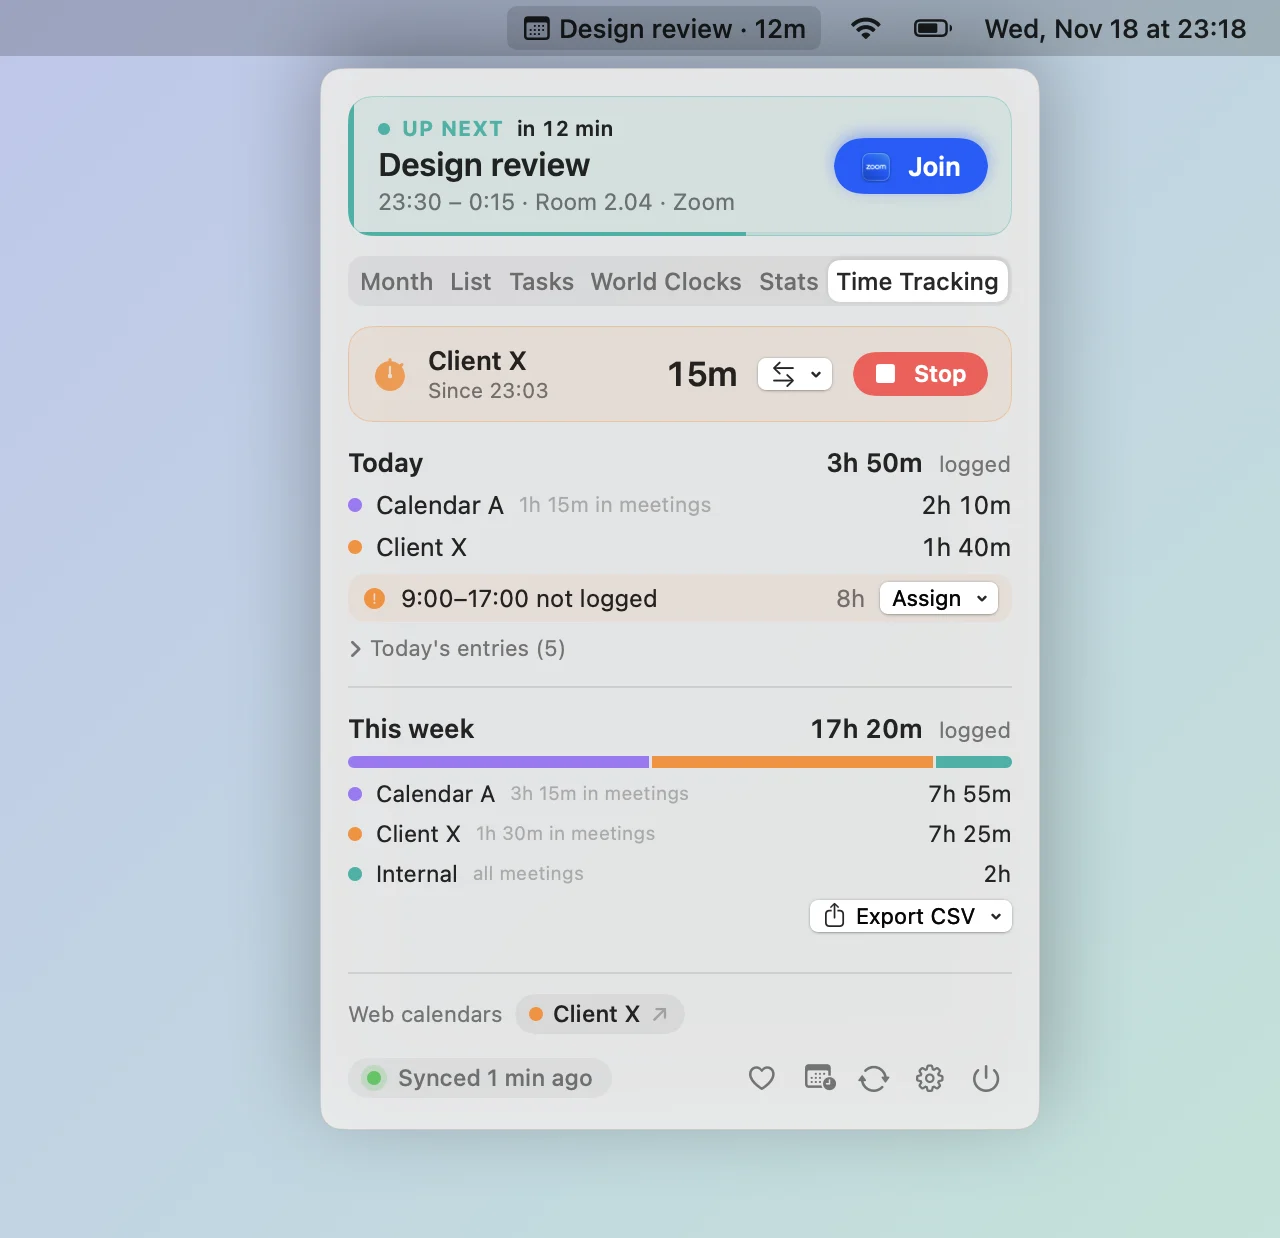 Design review · 12m
Wed, Nov 18 at 23:18
UP NEXT in 12 min
Design review
23:30 – 0:15 · Room 2.04 · Zoom
zoom Join
Month List Tasks World Clocks Stats Time Tracking
Client X
Since 23:03
15m
Stop
Today 3h 50m logged
Calendar A 1h 15m in meetings 2h 10m
Client X 1h 40m
9:00–17:00 not logged 8h Assign
Today's entries (5)
This week 17h 20m logged
Calendar A 3h 15m in meetings 7h 55m
Client X 1h 30m in meetings 7h 25m
Internal all meetings 2h
Export CSV
Web calendars Client X
Synced 1 min ago